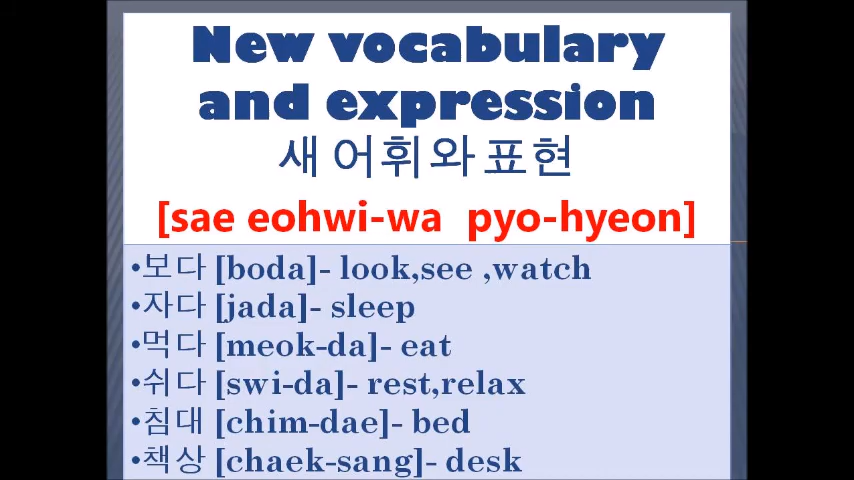 New vocabulary
and expression
새 어휘와 표현
[sae eohwi-wa pyo-hyeon]
•보다 [boda]- look,see ,watch
•자다 [jada]- sleep
•먹다 [meok-da]- eat
•쉬다 [swi-da]- rest,relax
•침대 [chim-dae]- bed
•책상 [chaek-sang]- desk